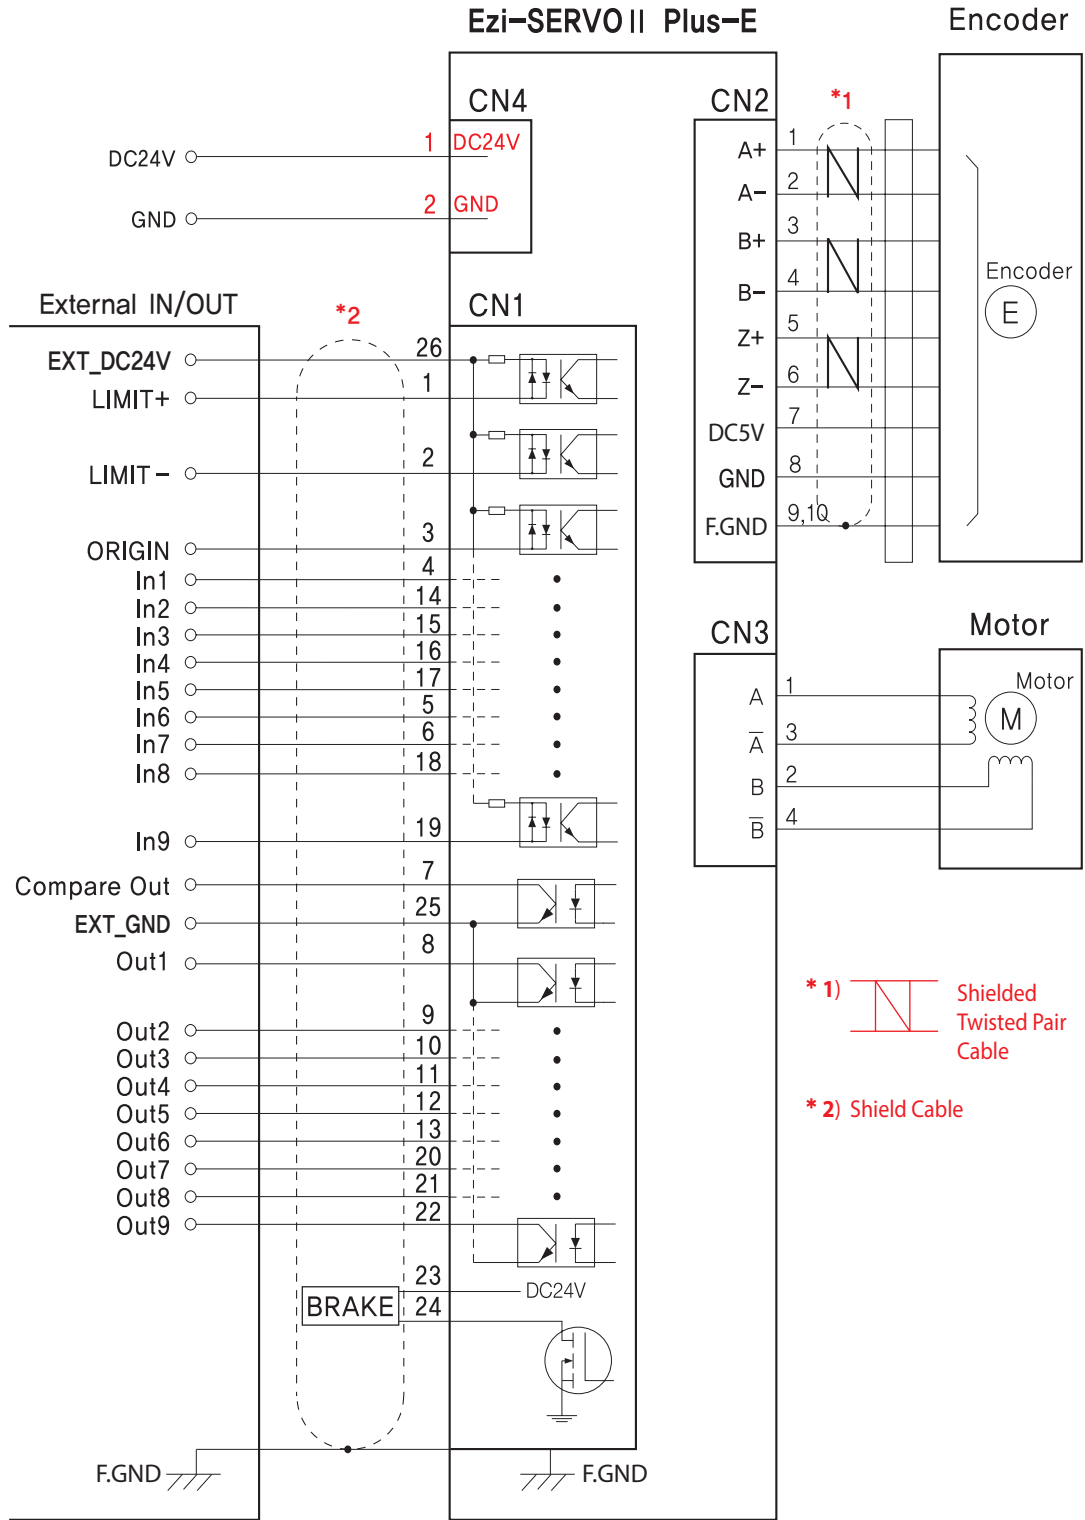 Ezi-SERVO II Plus-E
Encoder
CN4
DC24V 1 DC24V
GND 2 GND
CN2
*1
A+ 1
A- 2
B+ 3
B- 4
Z+ 5
Z- 6
DC5V 7
GND 8
F.GND 9,10
Encoder
E
External IN/OUT
*2
CN1
EXT_DC24V 26
LIMIT+ 1
LIMIT- 2
ORIGIN 3
In1 4
In2 14
In3 15
In4 16
In5 17
In6 5
In7 6
In8 18
In9 19
Compare Out 7
EXT_GND 25
Out1 8
Out2 9
Out3 10
Out4 11
Out5 12
Out6 13
Out7 20
Out8 21
Out9 22
BRAKE 23 DC24V
24
F.GND
F.GND
CN3
Motor
A 1
A̅ 3
B 2
B̅ 4
Motor
M
* 1) Shielded
Twisted Pair
Cable
* 2) Shield Cable